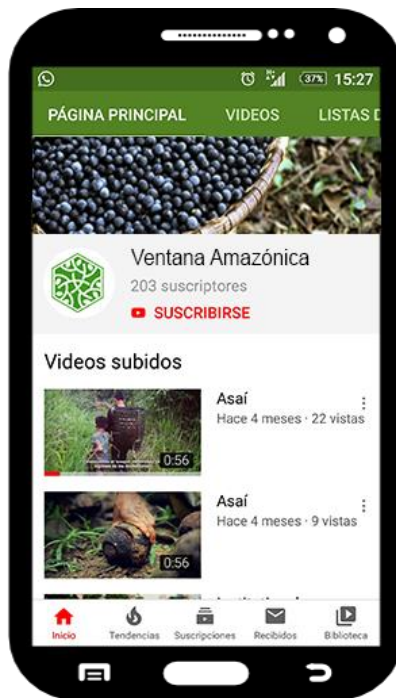 37% 15:27
PÁGINA PRINCIPAL VIDEOS LISTAS D
Ventana Amazónica
203 suscriptores
SUSCRIBIRSE
Videos subidos
Asaí
Hace 4 meses · 22 vistas
0:56
Asaí
Hace 4 meses · 9 vistas
0:56
Inicio Tendencias Suscripciones Recibidos Biblioteca